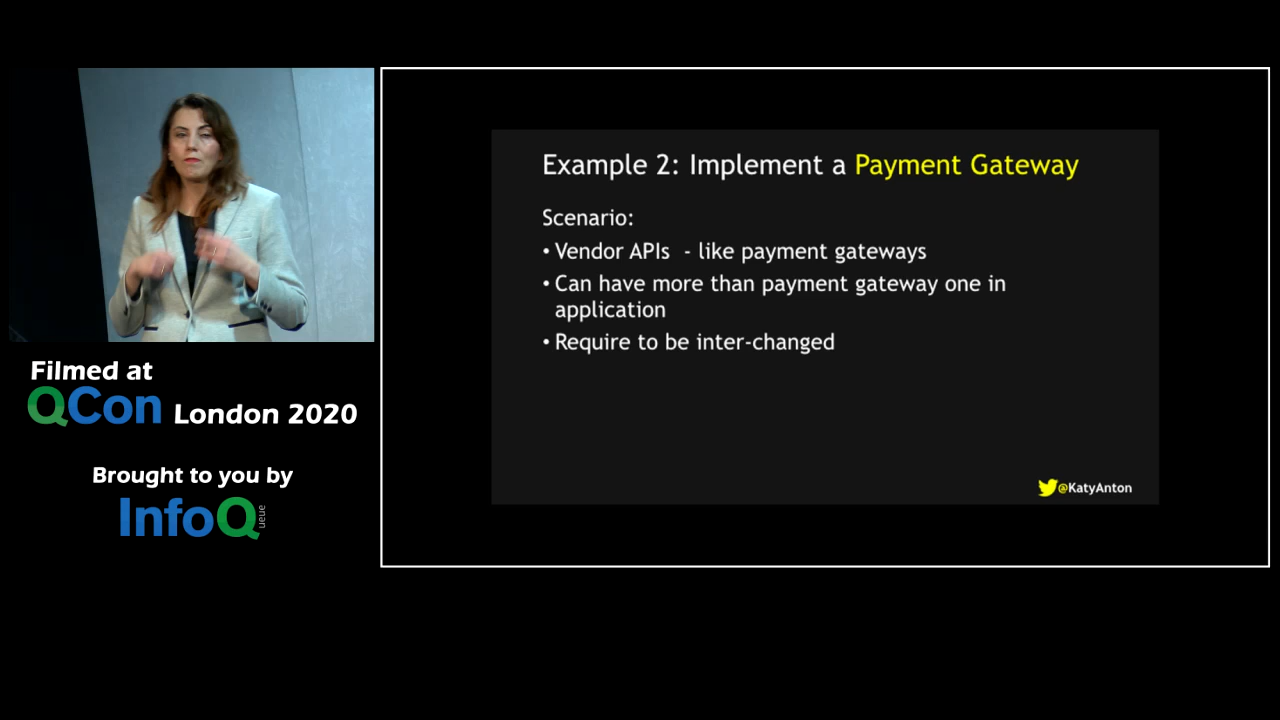 Example 2: Implement a Payment Gateway
Scenario:
• Vendor APIs - like payment gateways
• Can have more than payment gateway one in
application
• Require to be inter-changed
@KatyAnton
Filmed at
QCon London 2020
Brought to you by
InfoQ
ueue